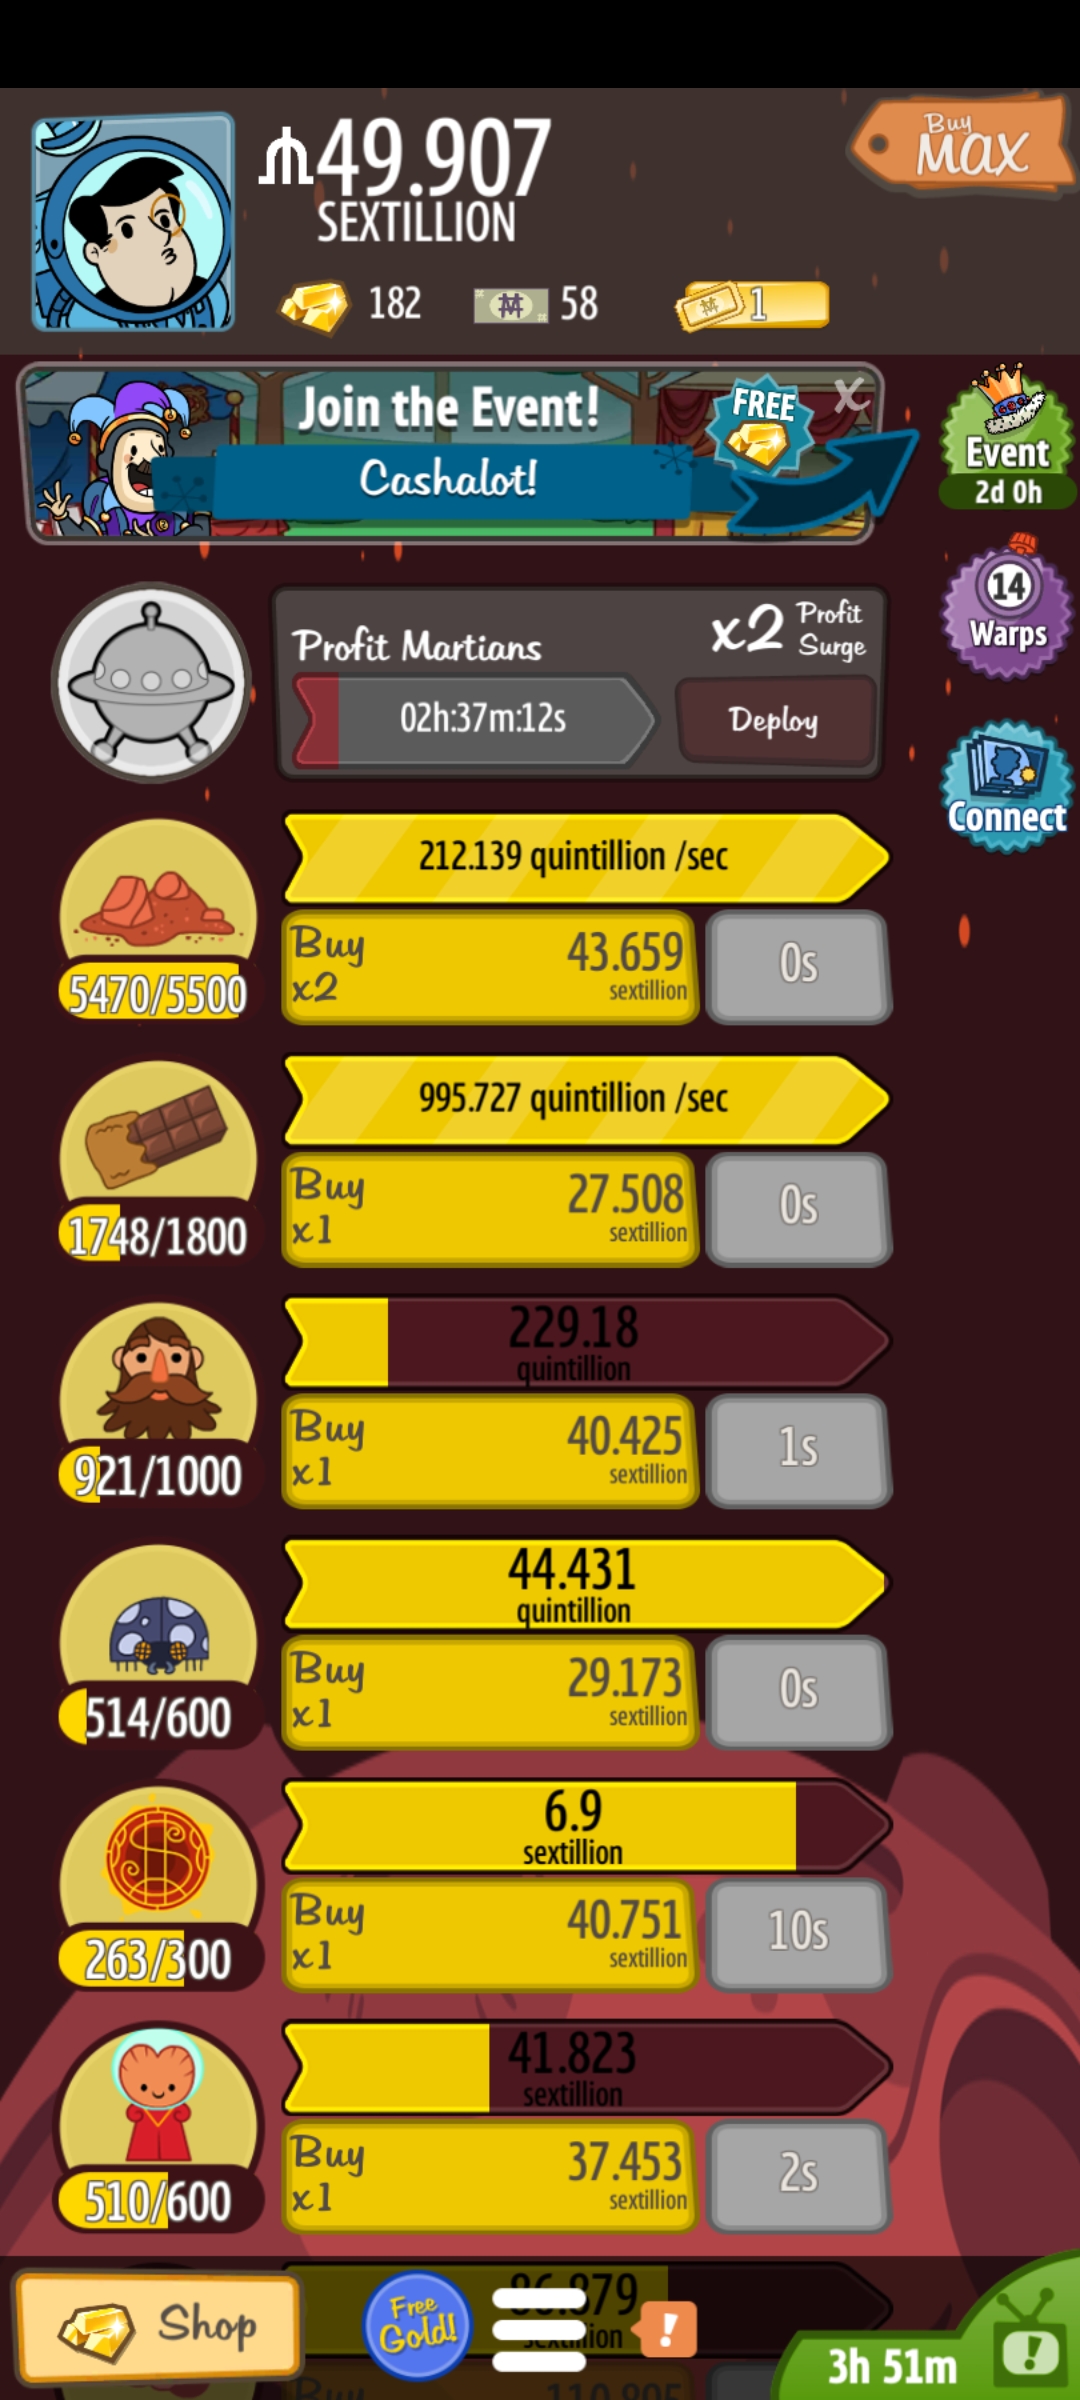 49.907
SEXTILLION
Buy
MAX
182
58
1
Join the Event!
FREE
X
Cashalot!
Event
2d 0h
14
Warps
Connect
Profit Martians
x2 Profit Surge
02h:37m:12s
Deploy
212.139 quintillion /sec
Buy x2
43.659 sextillion
0s
5470/5500
995.727 quintillion /sec
Buy x1
27.508 sextillion
0s
1748/1800
229.18
quintillion
Buy x1
40.425 sextillion
1s
921/1000
44.431
quintillion
Buy x1
29.173 sextillion
0s
514/600
6.9
sextillion
Buy x1
40.751 sextillion
10s
263/300
41.823
sextillion
Buy x1
37.453 sextillion
2s
510/600
86.879
Shop
Free Gold!
!
3h 51m
!
Buy